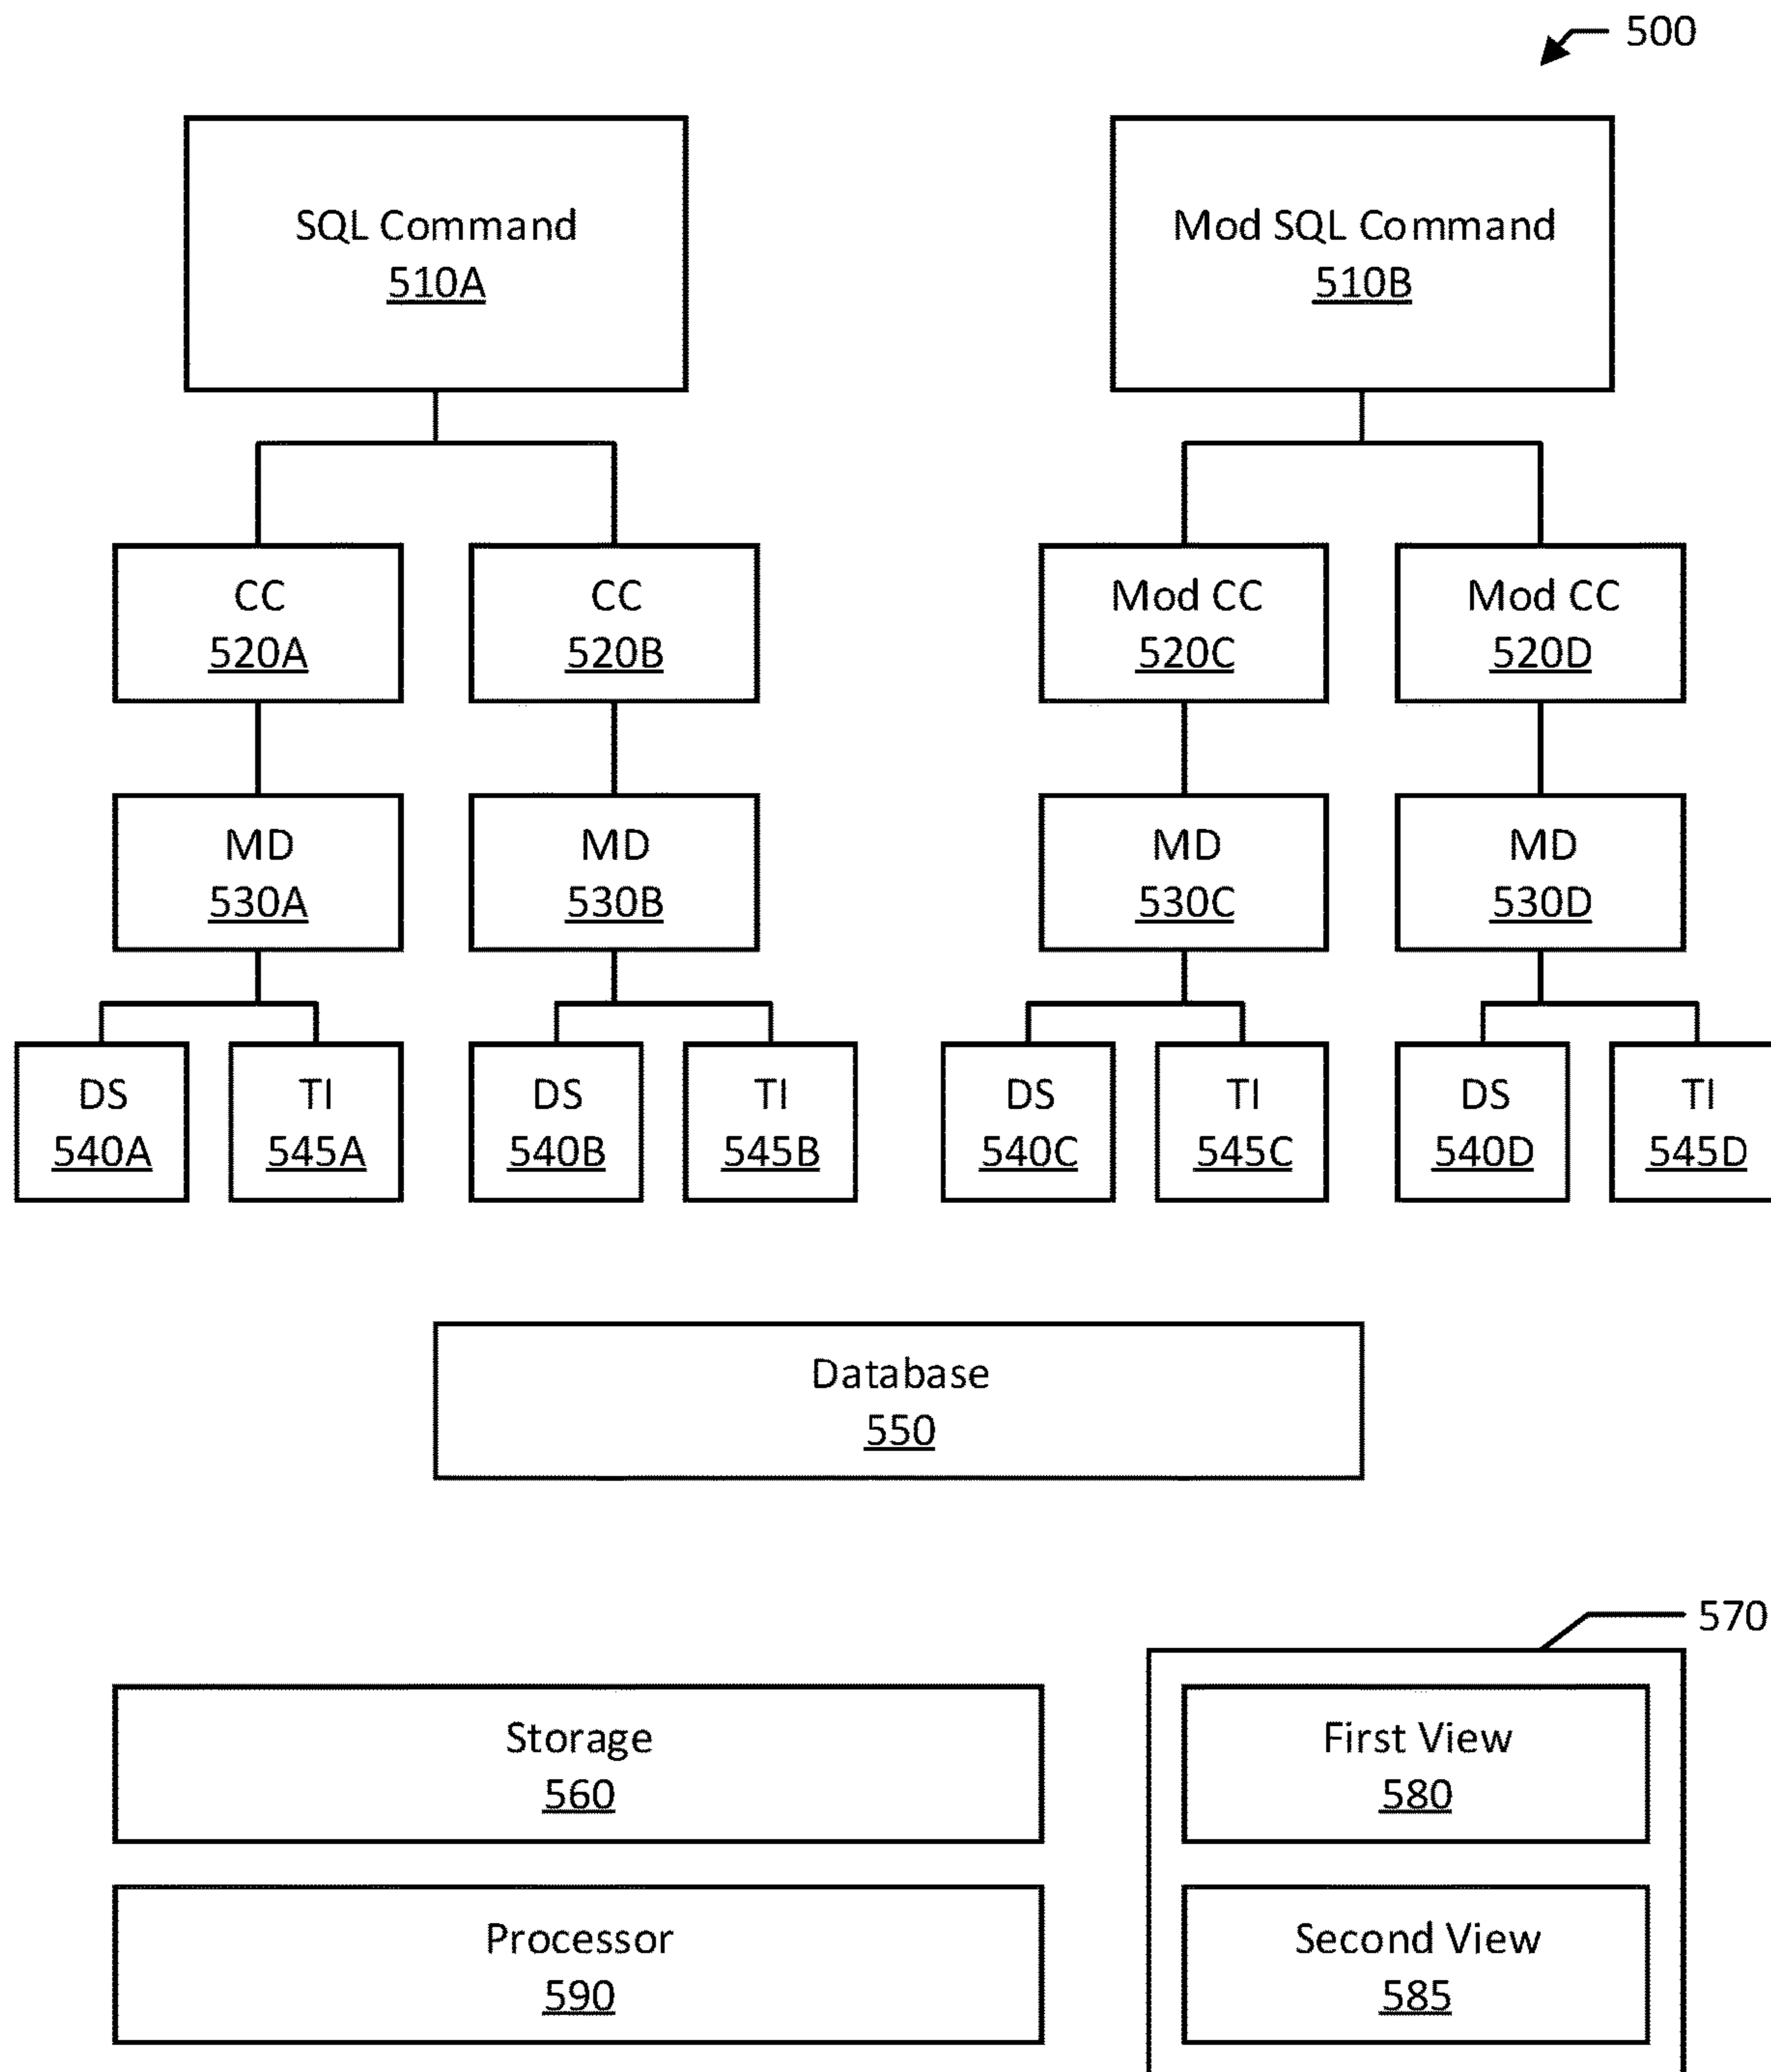 500
SQL Command
510A
Mod SQL Command
510B
CC
520A
CC
520B
Mod CC
520C
Mod CC
520D
MD
530A
MD
530B
MD
530C
MD
530D
DS
540A
TI
545A
DS
540B
TI
545B
DS
540C
TI
545C
DS
540D
TI
545D
Database
550
570
Storage
560
First View
580
Processor
590
Second View
585